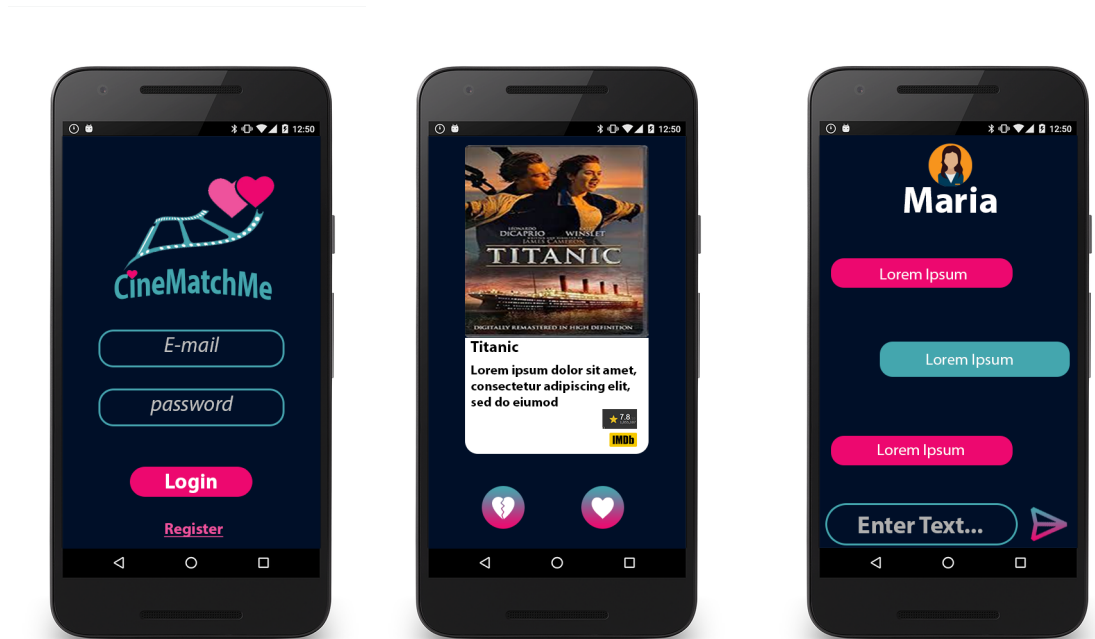 12:50
CineMatchMe
E-mail
password
Login
Register
12:50
LEONARDO DICAPRIO
KATE WINSLET
JAMES CAMERON
TITANIC
DIGITALLY REMASTERED IN HIGH DEFINITION
Titanic
Lorem ipsum dolor sit amet,
consectetur adipiscing elit,
sed do eiumod
7.8
IMDb
12:50
Maria
Lorem Ipsum
Lorem Ipsum
Lorem Ipsum
Enter Text...